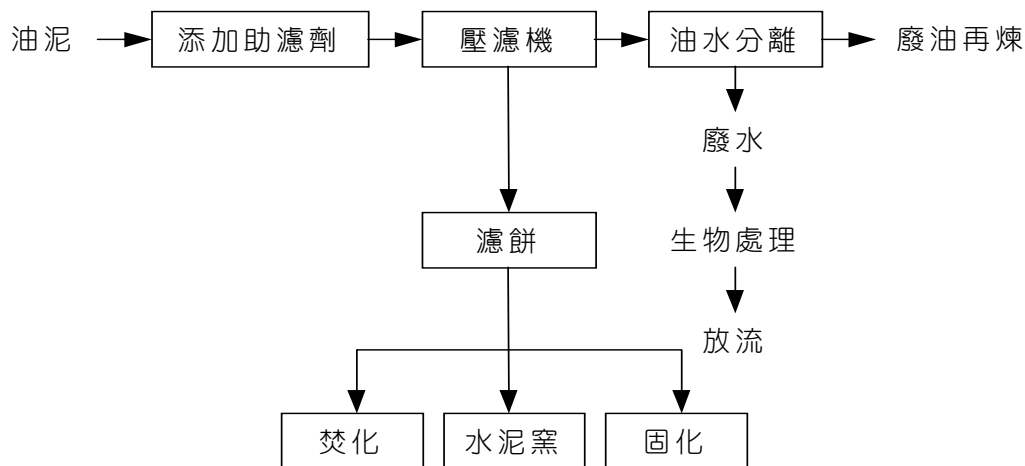 油泥
添加助濾劑
壓濾機
油水分離
廢油再煉
廢水
濾餅
生物處理
放流
焚化
水泥窯
固化